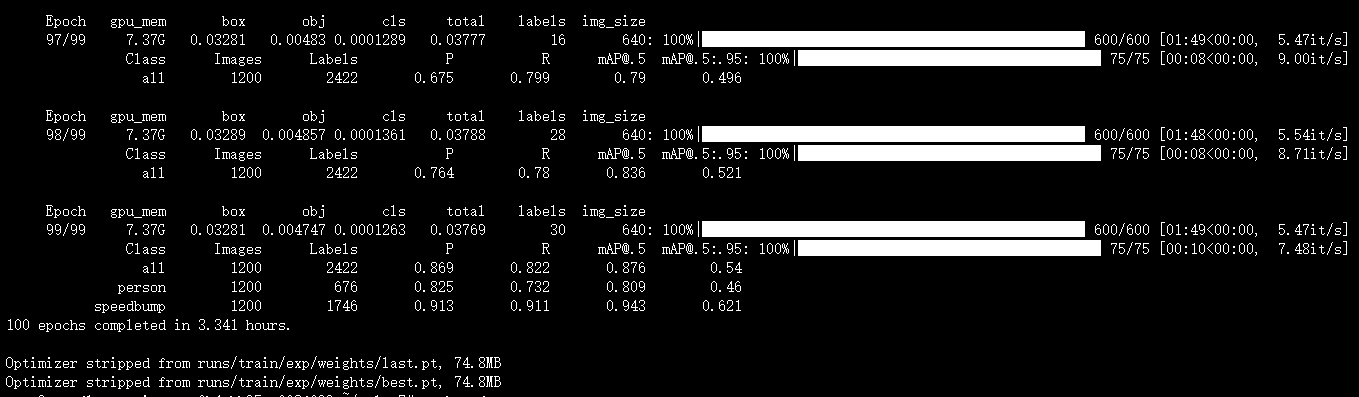 Epoch gpu_mem box obj cls total labels img_size
97/99 7.37G 0.03281 0.00483 0.0001289 0.03777 16 640: 100% 600/600 [01:49<00:00, 5.47it/s]
Class Images Labels P R mAP@.5 mAP@.5:.95: 100% 75/75 [00:08<00:00, 9.00it/s]
all 1200 2422 0.675 0.799 0.79 0.496
Epoch gpu_mem box obj cls total labels img_size
98/99 7.37G 0.03289 0.004857 0.0001361 0.03788 28 640: 100% 600/600 [01:48<00:00, 5.54it/s]
Class Images Labels P R mAP@.5 mAP@.5:.95: 100% 75/75 [00:08<00:00, 8.71it/s]
all 1200 2422 0.764 0.78 0.836 0.521
Epoch gpu_mem box obj cls total labels img_size
99/99 7.37G 0.03281 0.004747 0.0001263 0.03769 30 640: 100% 600/600 [01:49<00:00, 5.47it/s]
Class Images Labels P R mAP@.5 mAP@.5:.95: 100% 75/75 [00:10<00:00, 7.48it/s]
all 1200 2422 0.869 0.822 0.876 0.54
person 1200 676 0.825 0.732 0.809 0.46
speedbump 1200 1746 0.913 0.911 0.943 0.621
100 epochs completed in 3.341 hours.
Optimizer stripped from runs/train/exp/weights/last.pt, 74.8MB
Optimizer stripped from runs/train/exp/weights/best.pt, 74.8MB